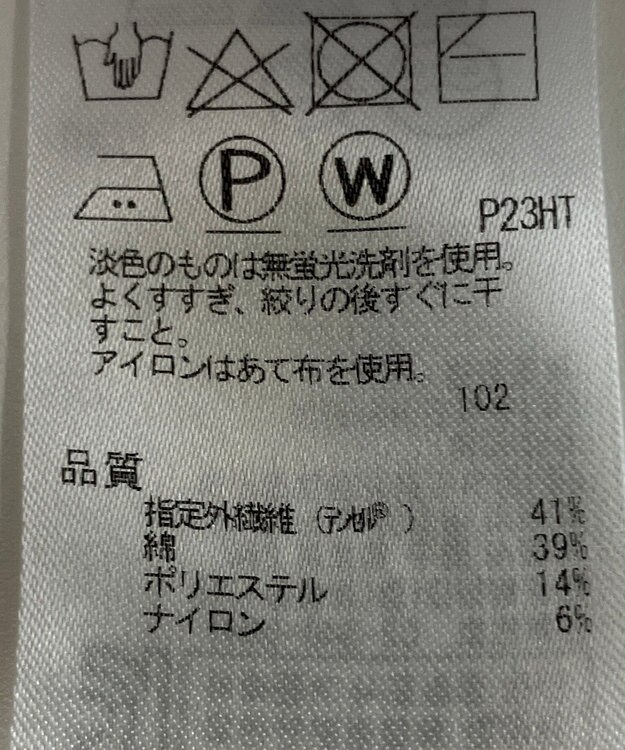 P W
P23HT
淡色のものは無蛍光洗剤を使用。
よくすすぎ、絞りの後すぐに干
すこと。
アイロンはあて布を使用。
102
品質
指定外繊維（テンセル®） 41%
綿 39%
ポリエステル 14%
ナイロン 6%